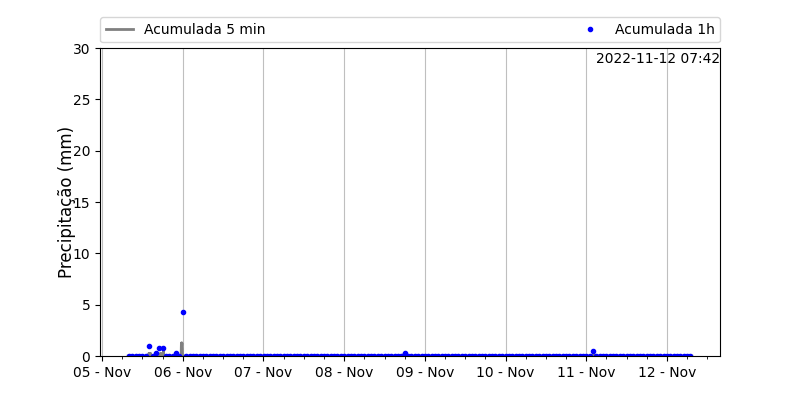 Acumulada 5 min
Acumulada 1h
2022-11-12 07:42
Precipitação (mm)
30
25
20
15
10
5
0
05 - Nov
06 - Nov
07 - Nov
08 - Nov
09 - Nov
10 - Nov
11 - Nov
12 - Nov